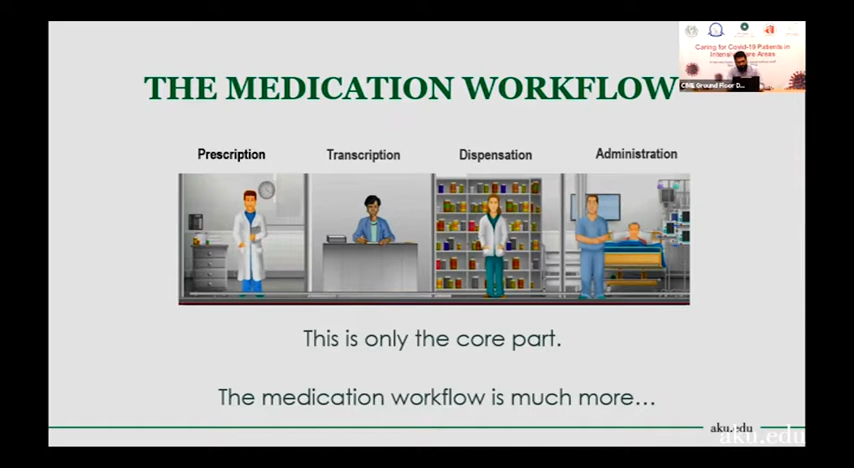 THE MEDICATION WORKFLOW
Caring for Covid-19 Patients in
Intensive Care Areas
CIME Ground Floor D...
Prescription
Transcription
Dispensation
Administration
This is only the core part.
The medication workflow is much more...
aku.edu
aku.edu